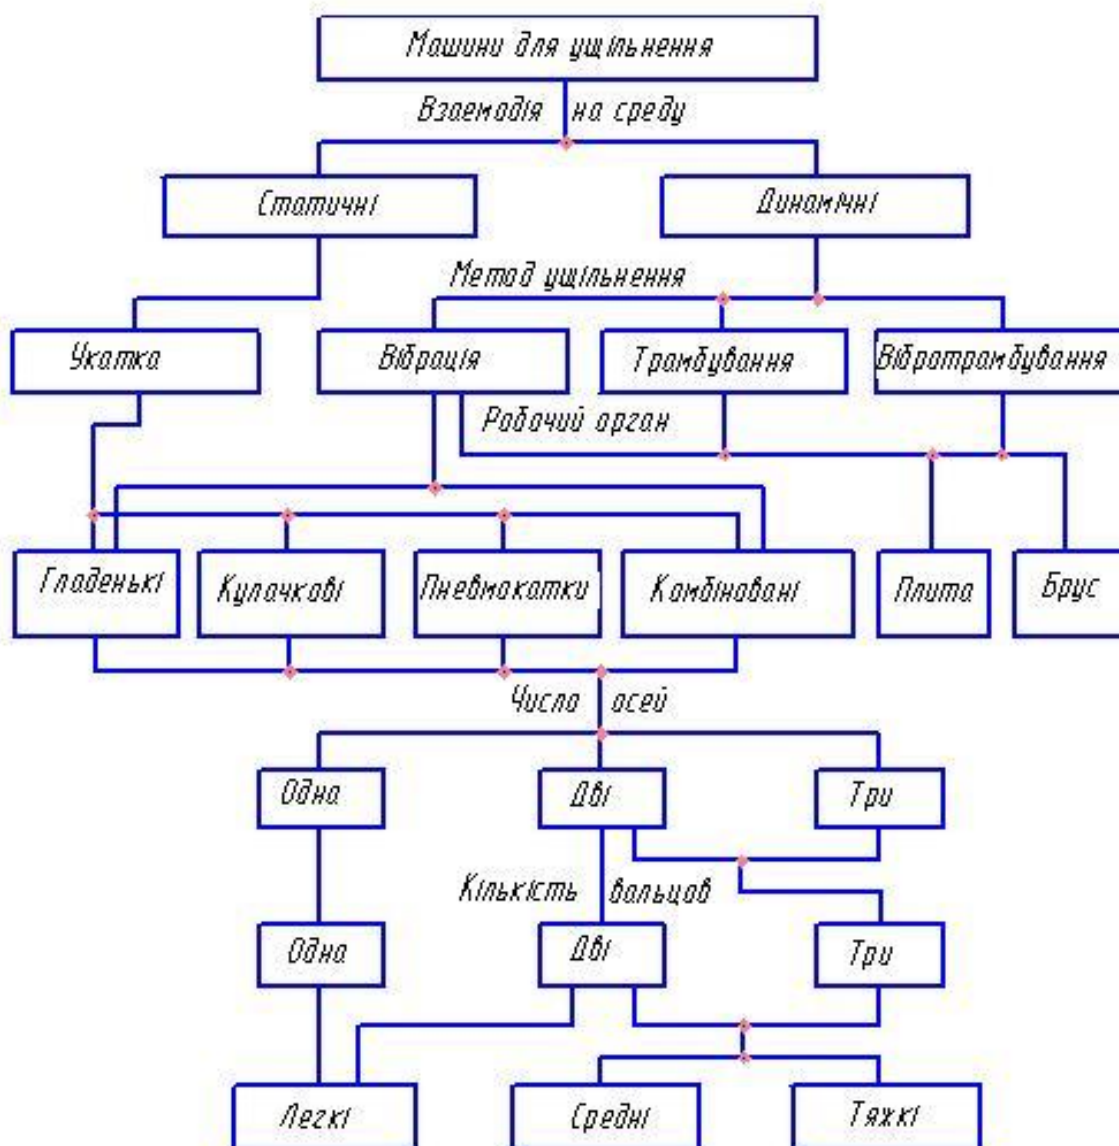 Машини для ущільнення
Взаємодія на среду
Статичні
Динамічні
Метод ущільнення
Укатка
Вібрація
Трамбування
Вібротрамбування
Робочий орган
Гладенькі
Кулачкові
Пневмокатки
Комбіновані
Плита
Брус
Число осей
Одна
Дві
Три
Кількість вальцов
Одна
Дві
Три
Легкі
Средні
Тяжкі